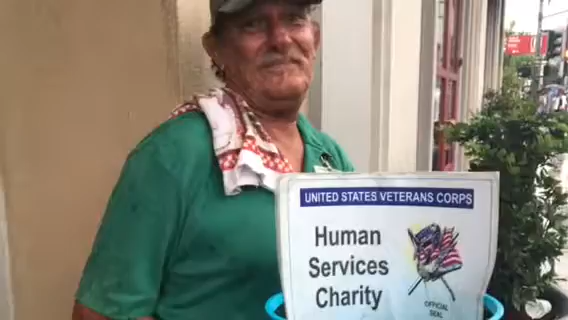 UNITED STATES VETERANS CORPS
Human
Services
Charity
OFFICIAL
SEAL